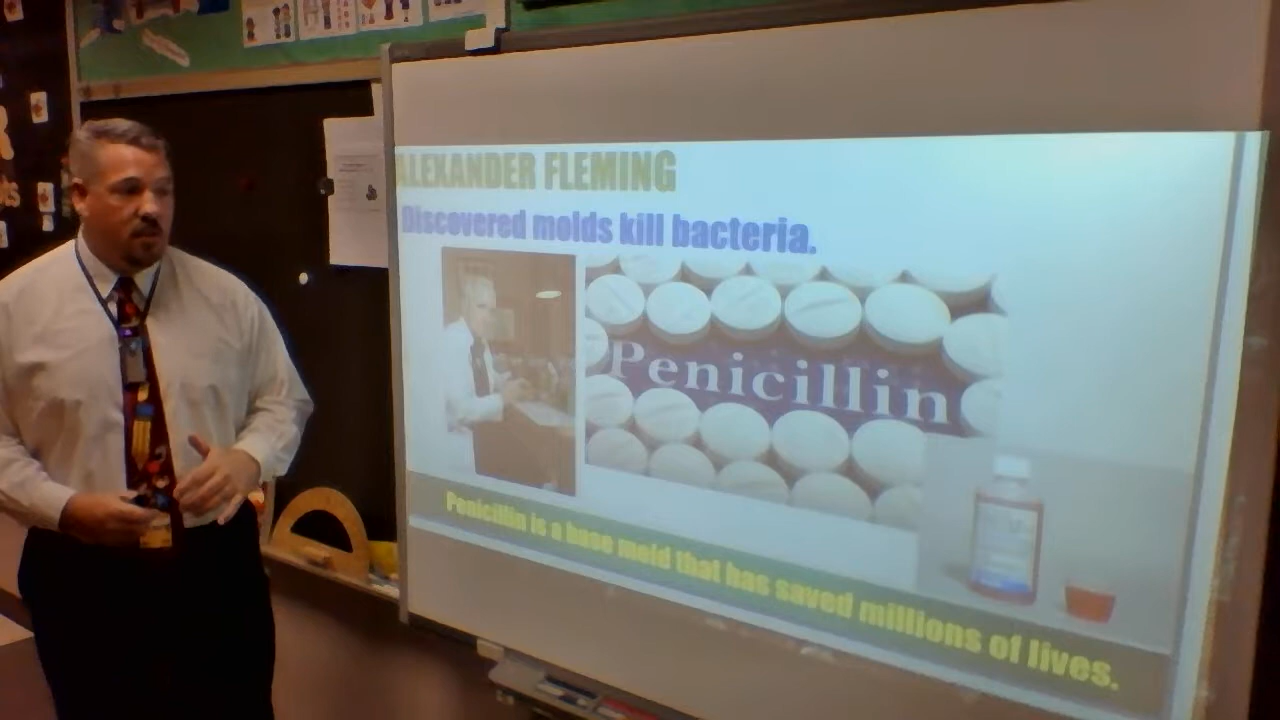 ALEXANDER FLEMING
Discovered molds kill bacteria.
Penicillin
Penicillin is a base mold that has saved millions of lives.